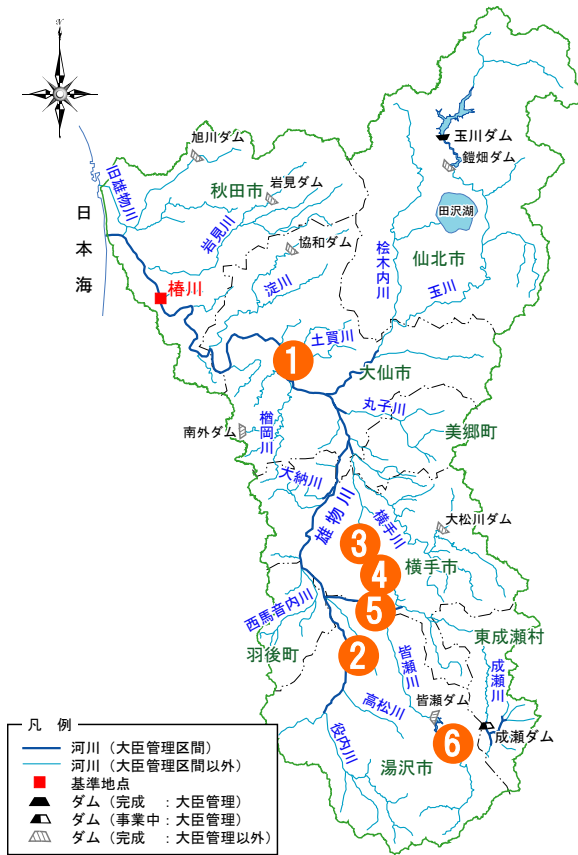 旭川ダム
玉川ダム
鎧畑ダム
旧雄物川
秋田市
岩見ダム
日本海
岩見川
協和ダム
田沢湖
桧木内川
仙北市
玉川
椿川
淀川
1
土買川
大仙市
丸子川
南外ダム
楢岡川
美郷町
大納川
雄物川
横手川
大松川ダム
3
4
横手市
5
西馬音内川
東成瀬村
羽後町
2
皆瀬川
成瀬川
高松川
皆瀬ダム
役内川
6
成瀬ダム
湯沢市
凡 例
河川(大臣管理区間)
河川(大臣管理区間以外)
基準地点
ダム(完成 :大臣管理)
ダム(事業中:大臣管理)
ダム(完成 :大臣管理以外)